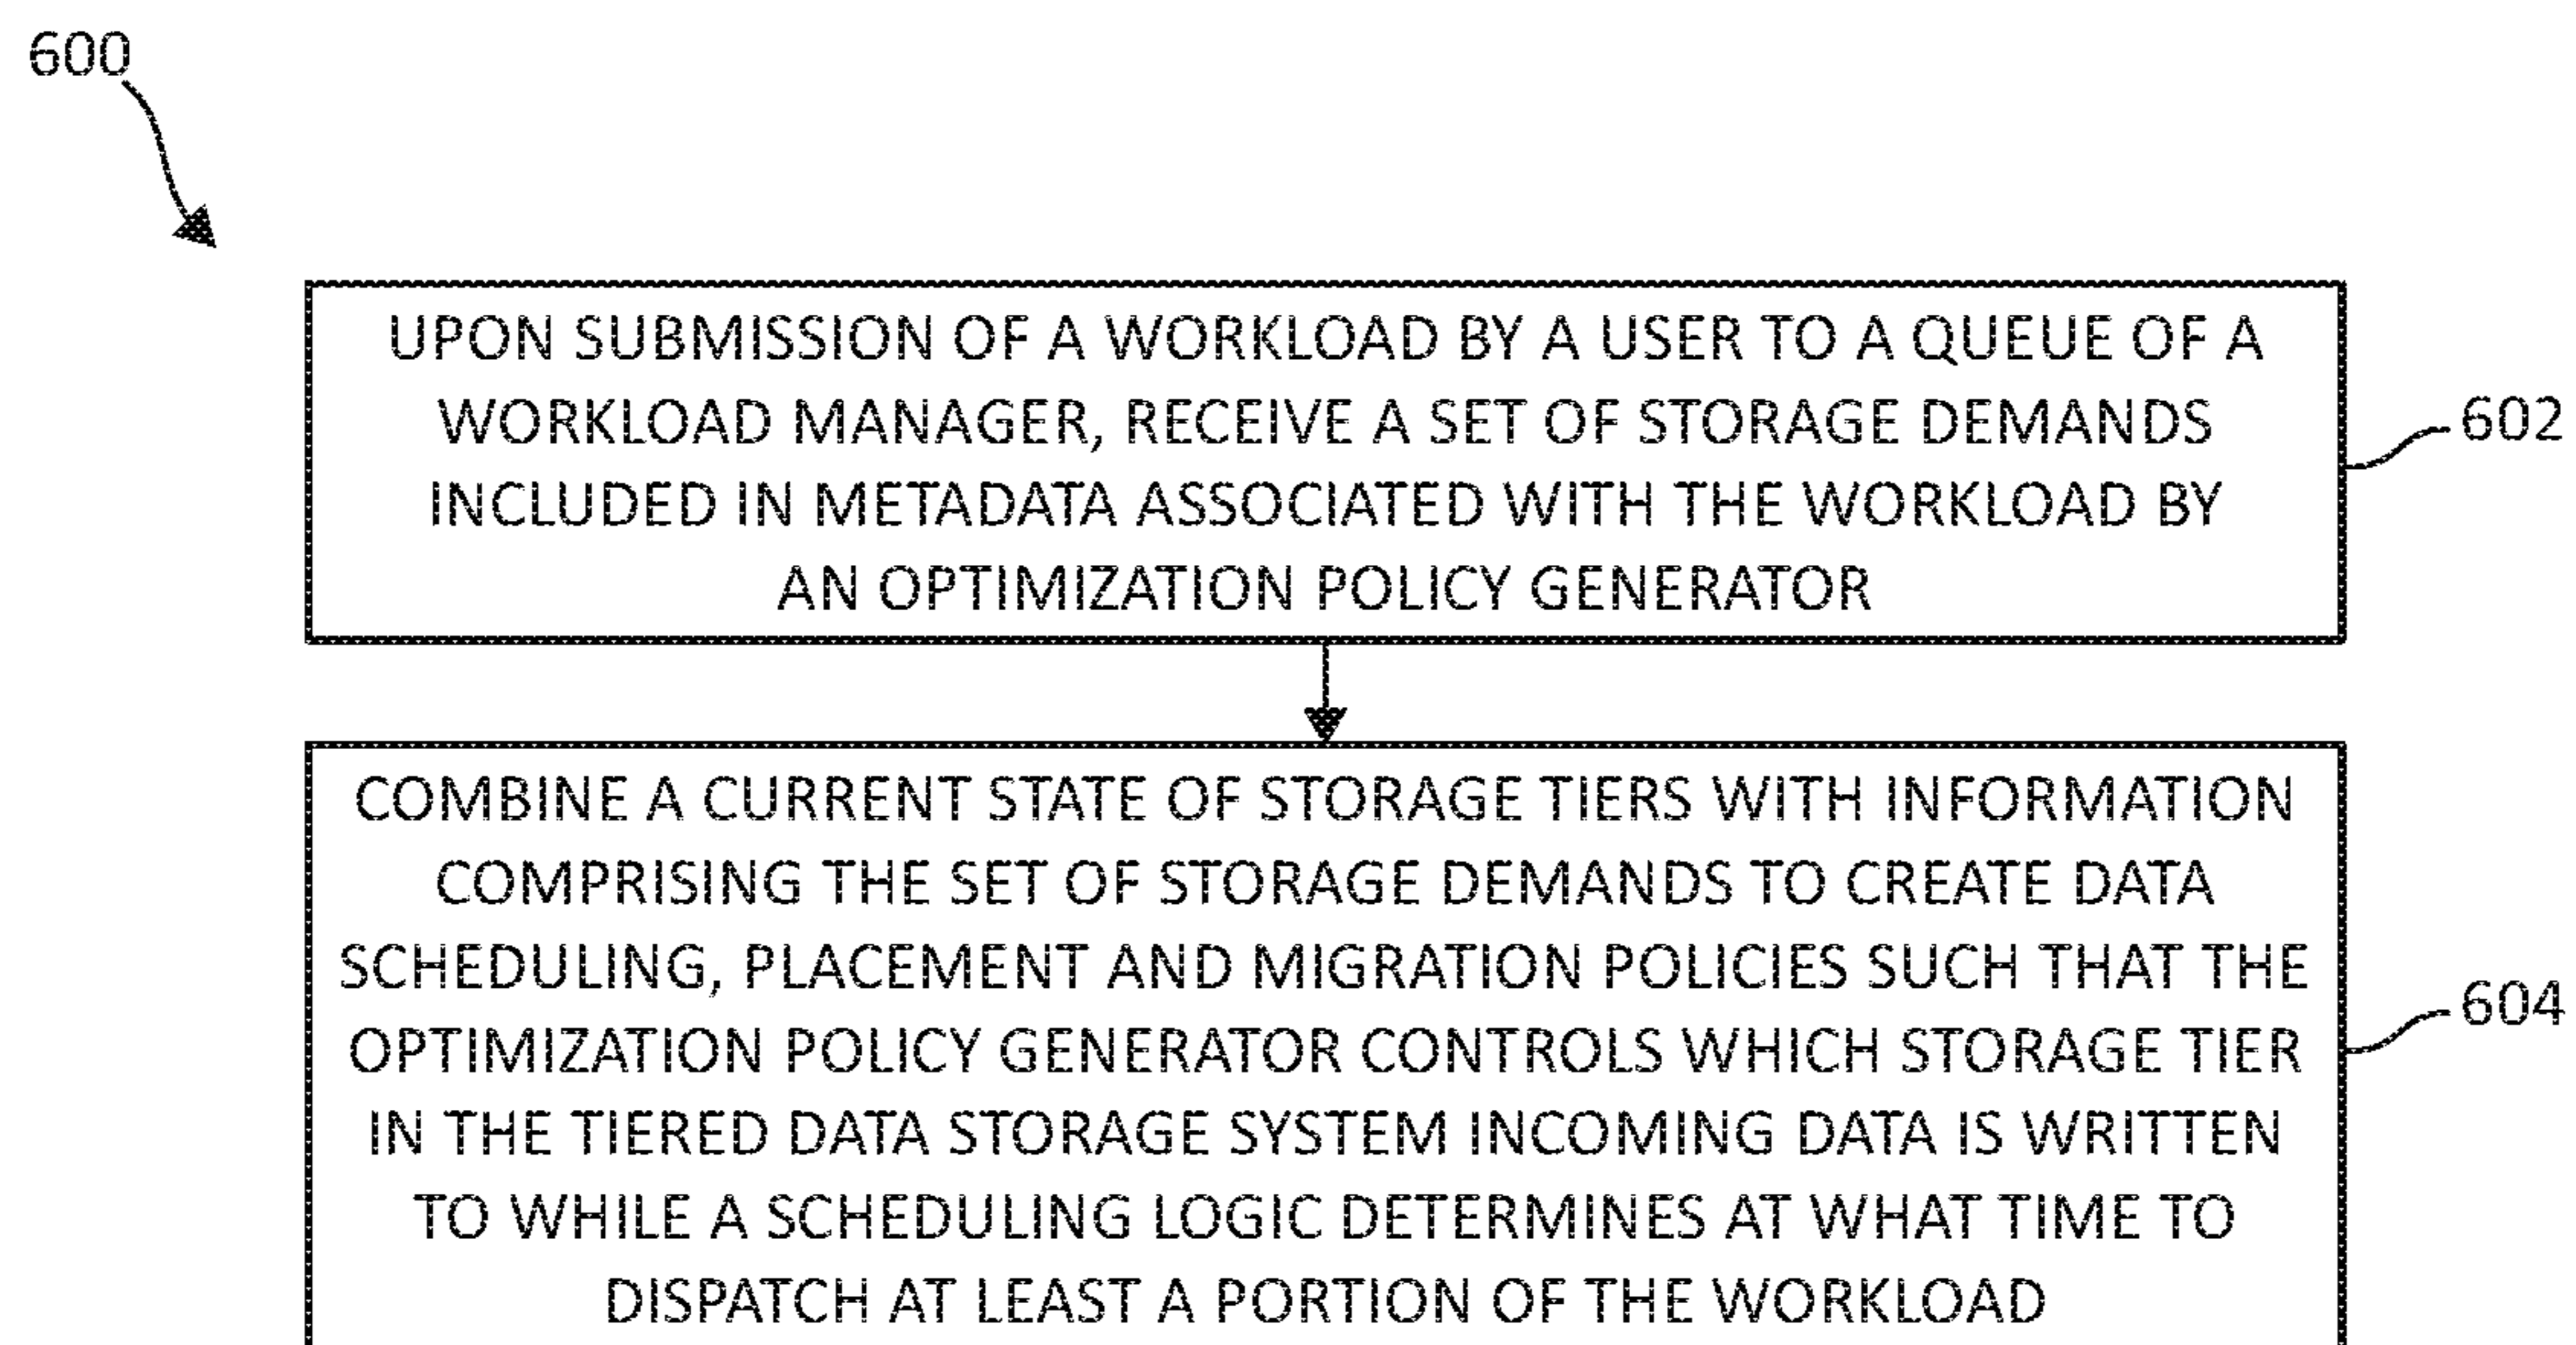 600
UPON SUBMISSION OF A WORKLOAD BY A USER TO A QUEUE OF A
WORKLOAD MANAGER, RECEIVE A SET OF STORAGE DEMANDS
INCLUDED IN METADATA ASSOCIATED WITH THE WORKLOAD BY
AN OPTIMIZATION POLICY GENERATOR
602
COMBINE A CURRENT STATE OF STORAGE TIERS WITH INFORMATION
COMPRISING THE SET OF STORAGE DEMANDS TO CREATE DATA
SCHEDULING, PLACEMENT AND MIGRATION POLICIES SUCH THAT THE
OPTIMIZATION POLICY GENERATOR CONTROLS WHICH STORAGE TIER
IN THE TIERED DATA STORAGE SYSTEM INCOMING DATA IS WRITTEN
TO WHILE A SCHEDULING LOGIC DETERMINES AT WHAT TIME TO
DISPATCH AT LEAST A PORTION OF THE WORKLOAD
604